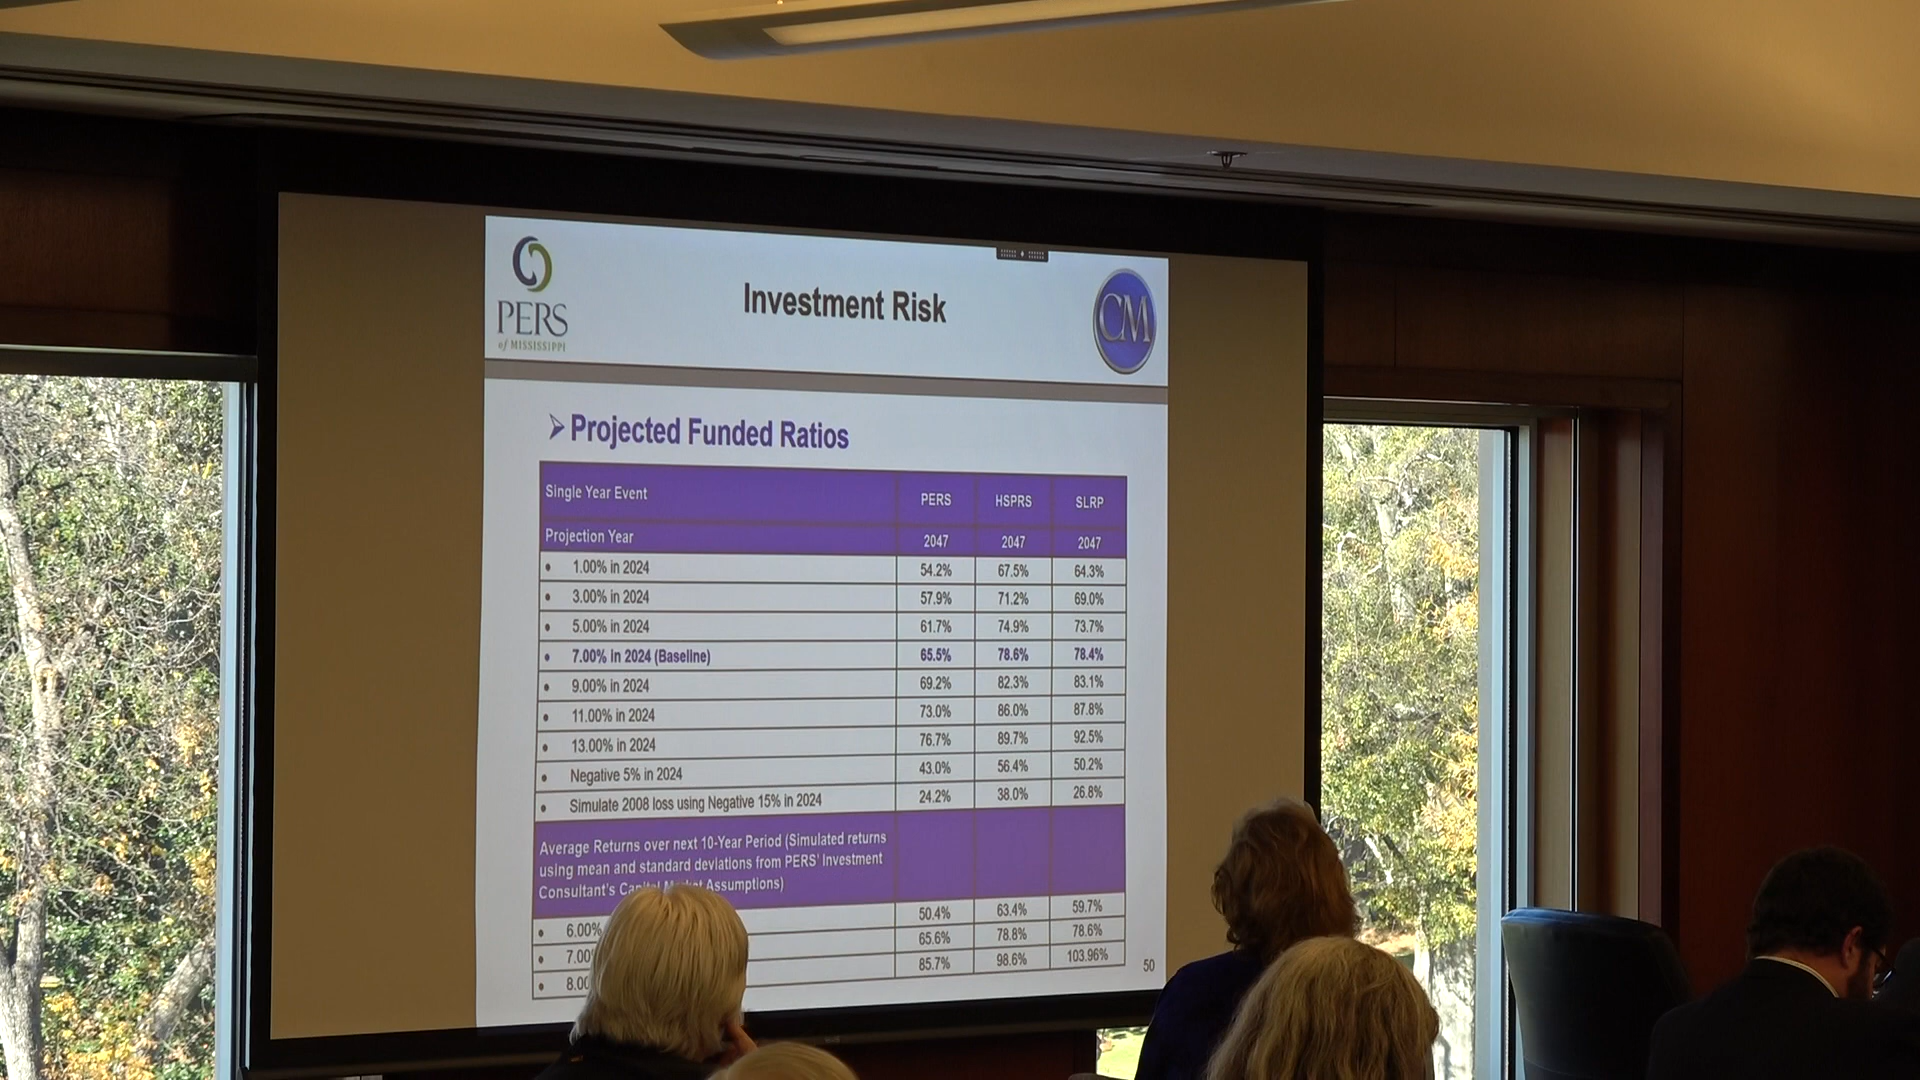 PERS
of MISSISSIPPI
Investment Risk
CM
Projected Funded Ratios
Single Year Event PERS HSPRS SLRP
Projection Year 2047 2047 2047
• 1.00% in 2024 54.2% 67.5% 64.3%
• 3.00% in 2024 57.9% 71.2% 69.0%
• 5.00% in 2024 61.7% 74.9% 73.7%
• 7.00% in 2024 (Baseline) 65.5% 78.6% 78.4%
• 9.00% in 2024 69.2% 82.3% 83.1%
• 11.00% in 2024 73.0% 86.0% 87.8%
• 13.00% in 2024 76.7% 89.7% 92.5%
• Negative 5% in 2024 43.0% 56.4% 50.2%
• Simulate 2008 loss using Negative 15% in 2024 24.2% 38.0% 26.8%
Average Returns over next 10-Year Period (Simulated returns
using mean and standard deviations from PERS' Investment
Consultant's Capital Market Assumptions)
• 6.00% 50.4% 63.4% 59.7%
• 7.00 65.6% 78.8% 78.6%
• 8.00 85.7% 98.6% 103.96%
50